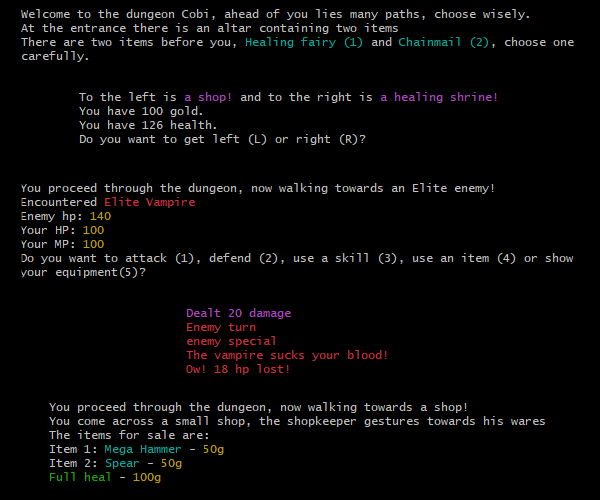 Welcome to the dungeon Cobi, ahead of you lies many paths, choose wisely.
At the entrance there is an altar containing two items
There are two items before you, Healing fairy (1) and Chainmail (2), choose one
carefully.
To the left is a shop! and to the right is a healing shrine!
You have 100 gold.
You have 126 health.
Do you want to get left (L) or right (R)?
You proceed through the dungeon, now walking towards an Elite enemy!
Encountered Elite Vampire
Enemy hp: 140
Your HP: 100
Your MP: 100
Do you want to attack (1), defend (2), use a skill (3), use an item (4) or show
your equipment(5)?
Dealt 20 damage
Enemy turn
enemy special
The vampire sucks your blood!
Ow! 18 hp lost!
You proceed through the dungeon, now walking towards a shop!
You come across a small shop, the shopkeeper gestures towards his wares
The items for sale are:
Item 1: Mega Hammer - 50g
Item 2: Spear - 50g
Full heal - 100g